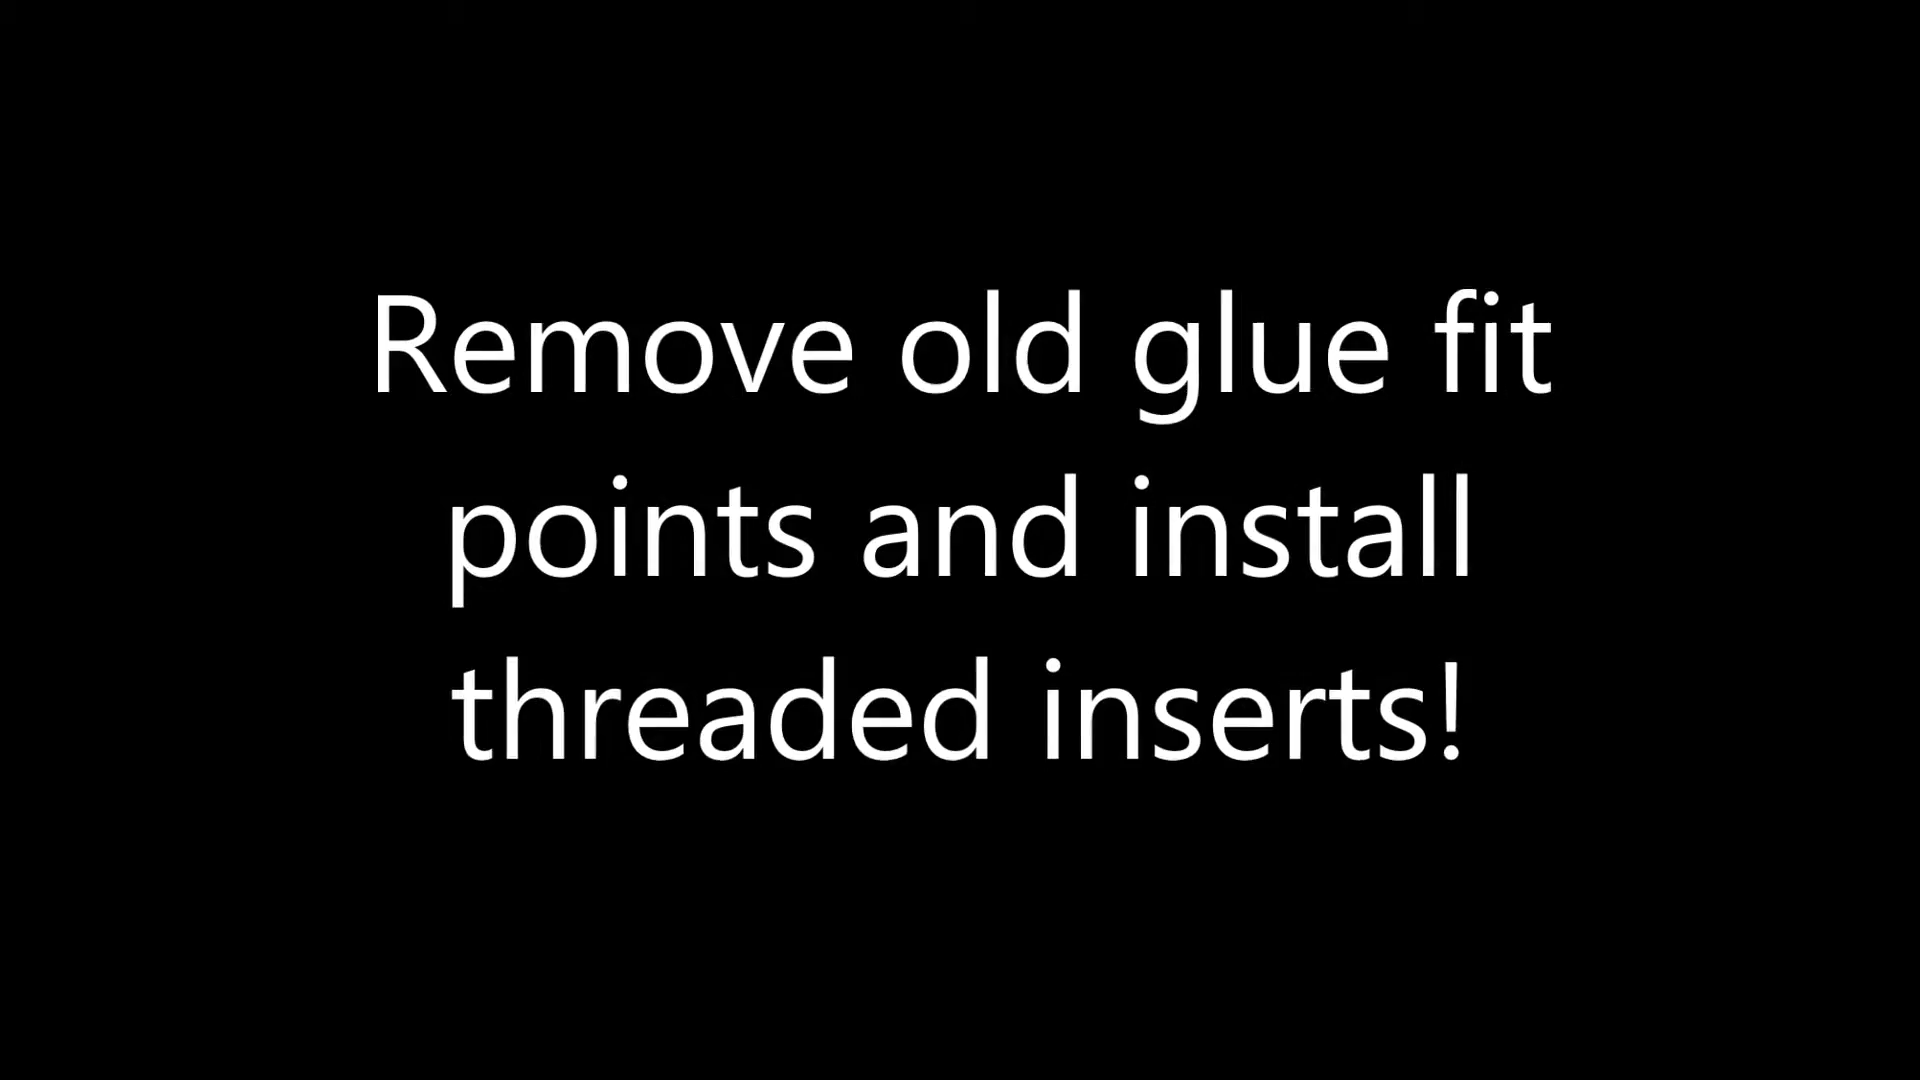 Remove old glue fit
points and install
threaded inserts!